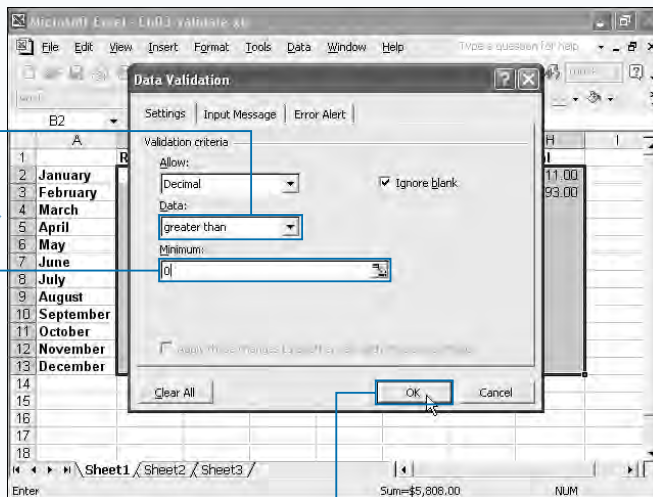 Microsoft Excel - Ch03 validate.xls
File Edit View Insert Format Tools Data Window Help Type a question for help
Data Validation
B2
Settings Input Message Error Alert
Validation criteria
Allow:
Decimal
Ignore blank
Data:
greater than
Minimum:
0
Clear All OK Cancel
A H I
1 R
2 January 11.00
3 February 93.00
4 March
5 April
6 May
7 June
8 July
9 August
10 September
11 October
12 November
13 December
14
15
16
17
18
Sheet1 Sheet2 Sheet3
Enter Sum=$5,808.00 NUM